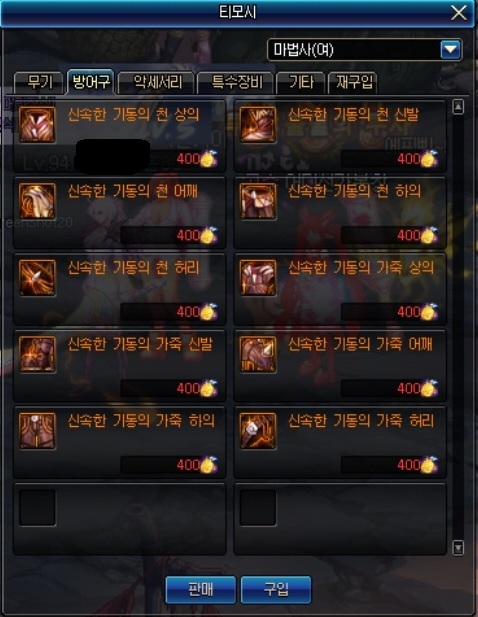 티모시
마법사(여)
무기 방어구 악세서리 특수장비 기타 재구입
신속한 기동의 천 상의
400
신속한 기동의 천 신발
400
신속한 기동의 천 어깨
400
신속한 기동의 천 하의
400
신속한 기동의 천 허리
400
신속한 기동의 가죽 상의
400
신속한 기동의 가죽 신발
400
신속한 기동의 가죽 어깨
400
신속한 기동의 가죽 하의
400
신속한 기동의 가죽 허리
400
Lv.94
판매 구입